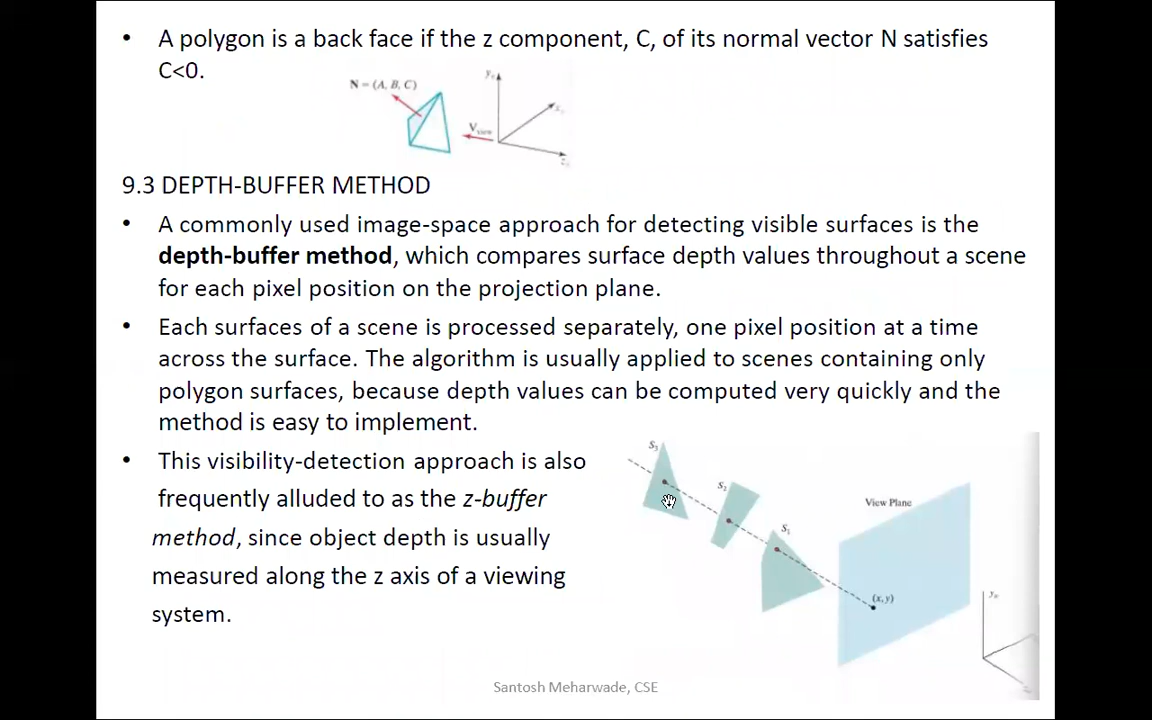 • A polygon is a back face if the z component, C, of its normal vector N satisfies
C<0.
N = (A, B, C)
yv
Vview
9.3 DEPTH-BUFFER METHOD
• A commonly used image-space approach for detecting visible surfaces is the
depth-buffer method, which compares surface depth values throughout a scene
for each pixel position on the projection plane.
• Each surfaces of a scene is processed separately, one pixel position at a time
across the surface. The algorithm is usually applied to scenes containing only
polygon surfaces, because depth values can be computed very quickly and the
method is easy to implement.
• This visibility-detection approach is also
frequently alluded to as the z-buffer
method, since object depth is usually
measured along the z axis of a viewing
system.
S3
S2
S1
View Plane
(x, y)
yv
Santosh Meharwade, CSE